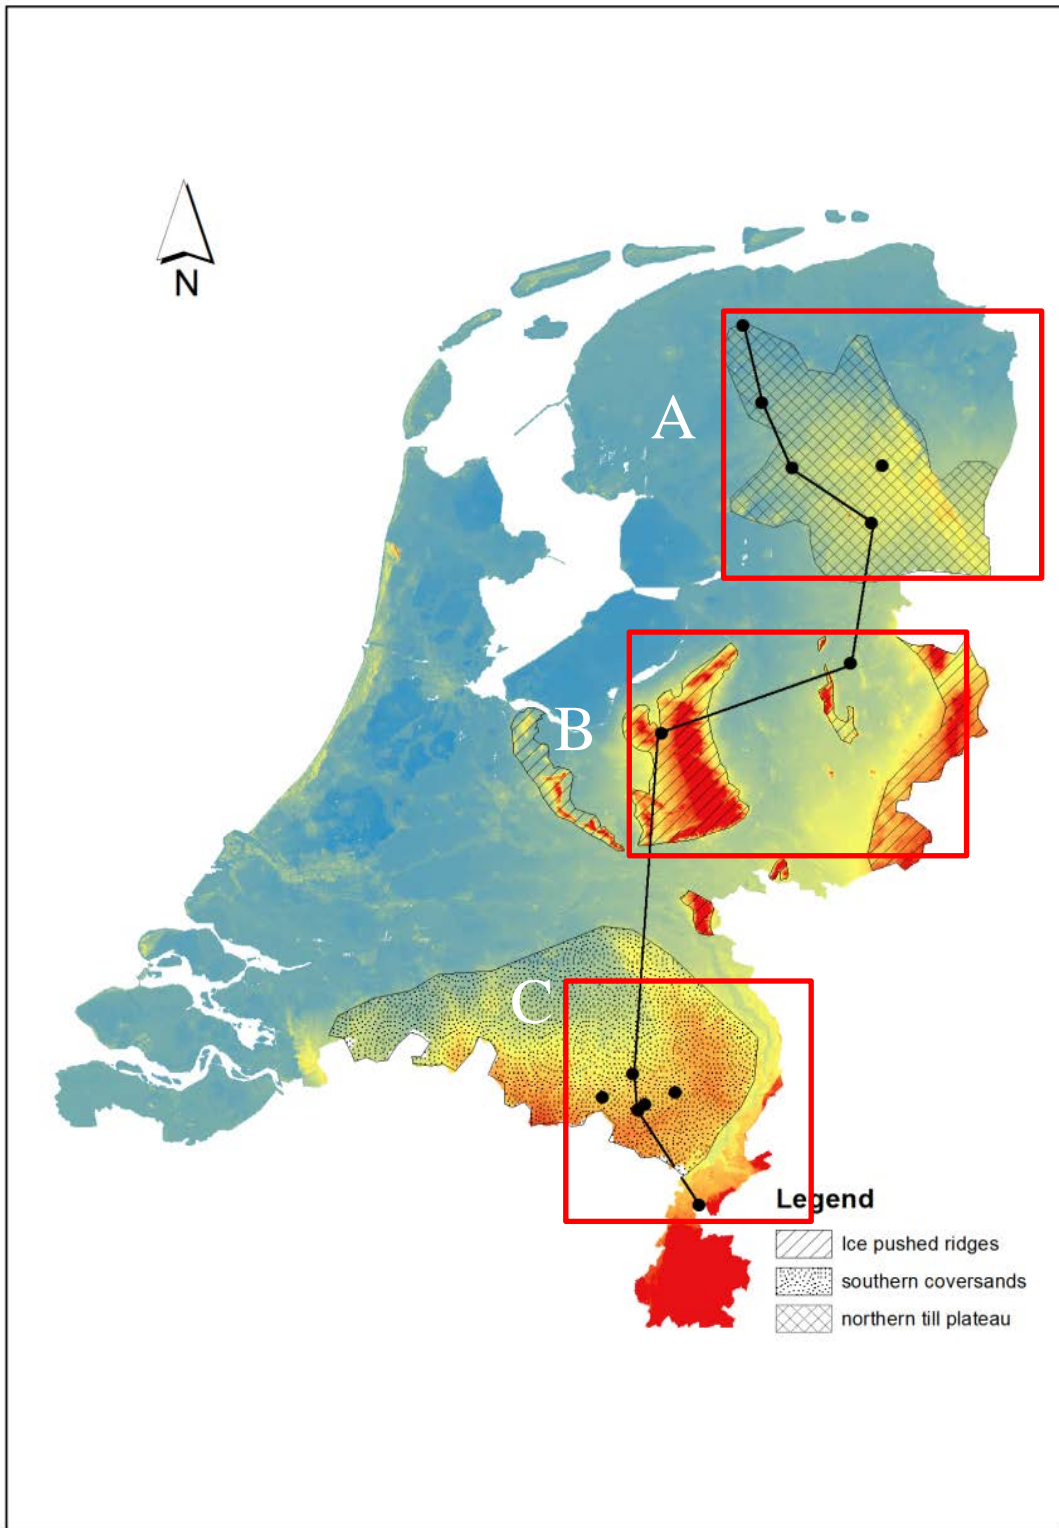 N
A
B
C
Legend
Ice pushed ridges
southern coversands
northern till plateau